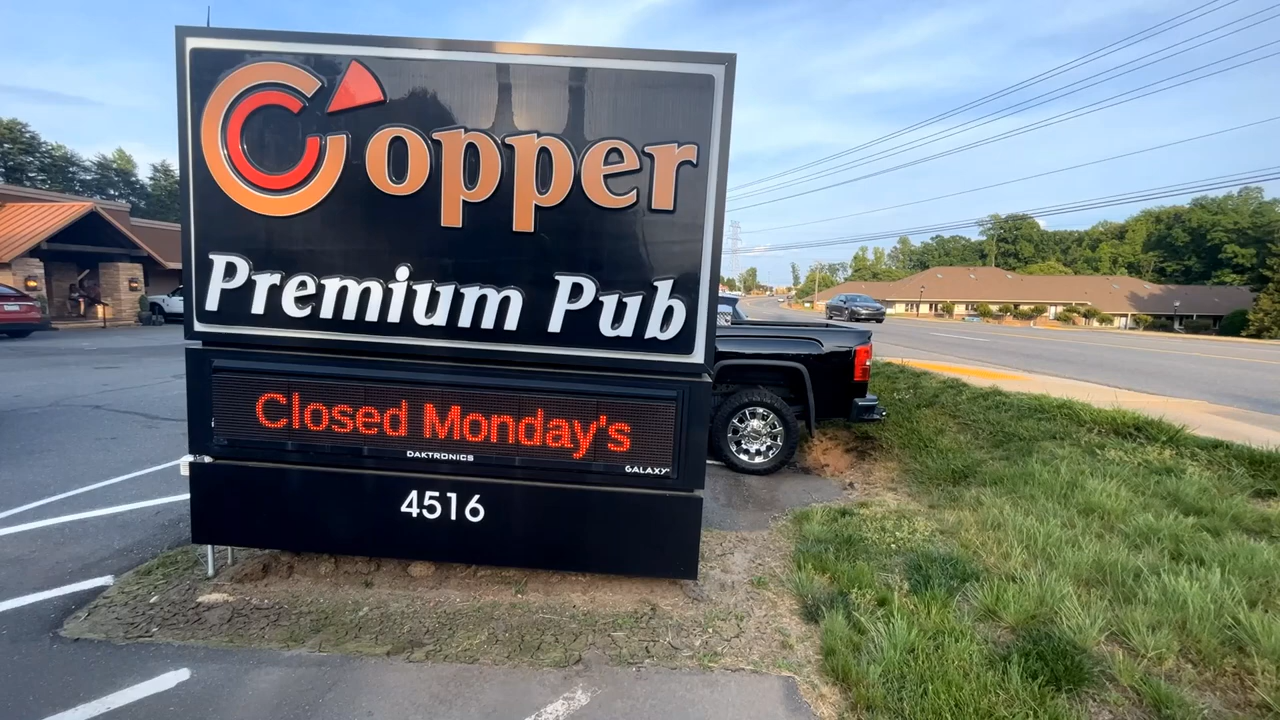 Copper
Premium Pub
Closed Monday's
DAKTRONICS
GALAXY
4516